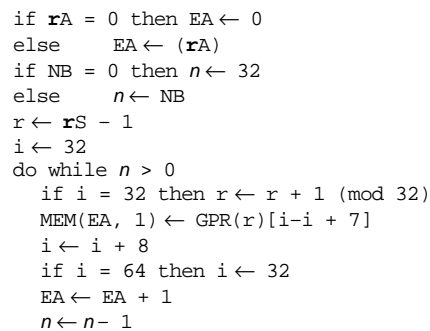 if rA = 0 then EA ← 0
else    EA ← (rA)
if NB = 0 then n ← 32
else    n ← NB
r ← rS – 1
i ← 32
do while n > 0
  if i = 32 then r ← r + 1 (mod 32)
  MEM(EA, 1) ← GPR(r)[i–i + 7]
  i ← i + 8
  if i = 64 then i ← 32
  EA ← EA + 1
  n ← n – 1